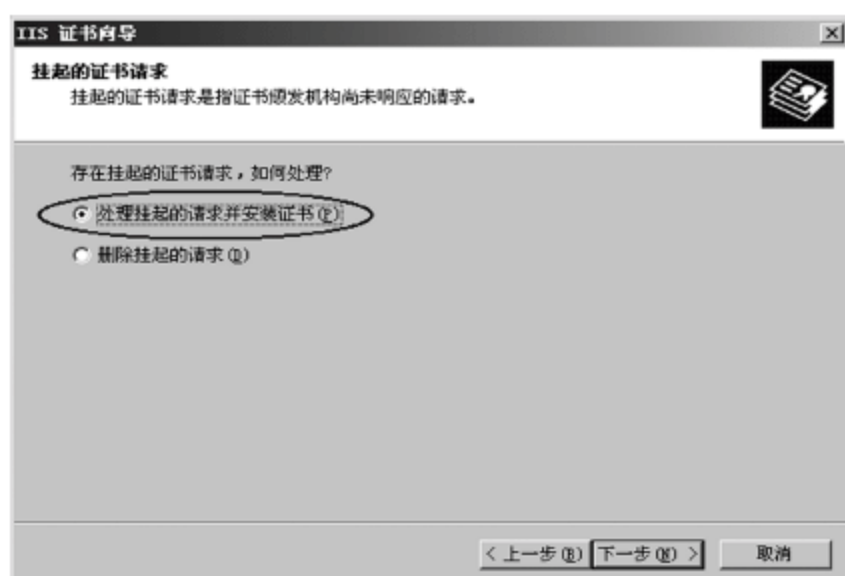 IIS 证书向导
挂起的证书请求
挂起的证书请求是指证书颁发机构尚未响应的请求。
存在挂起的证书请求，如何处理?
处理挂起的请求并安装证书(P)
删除挂起的请求(D)
< 上一步(B) 下一步(N) > 取消